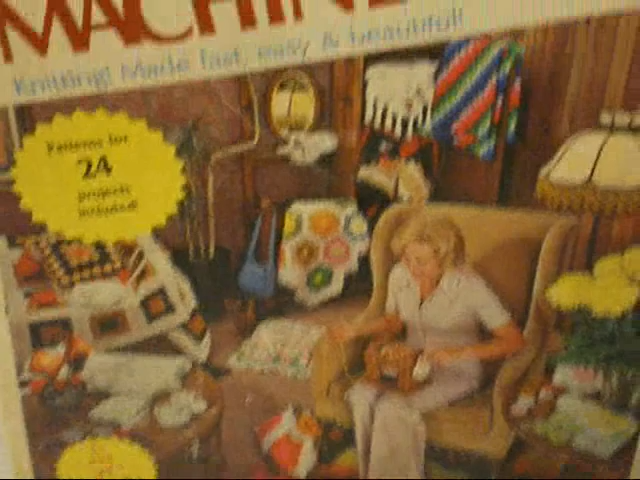 MACHINE
Knitting! Made fast, easy & beautiful!
Patterns for
24
projects
included!